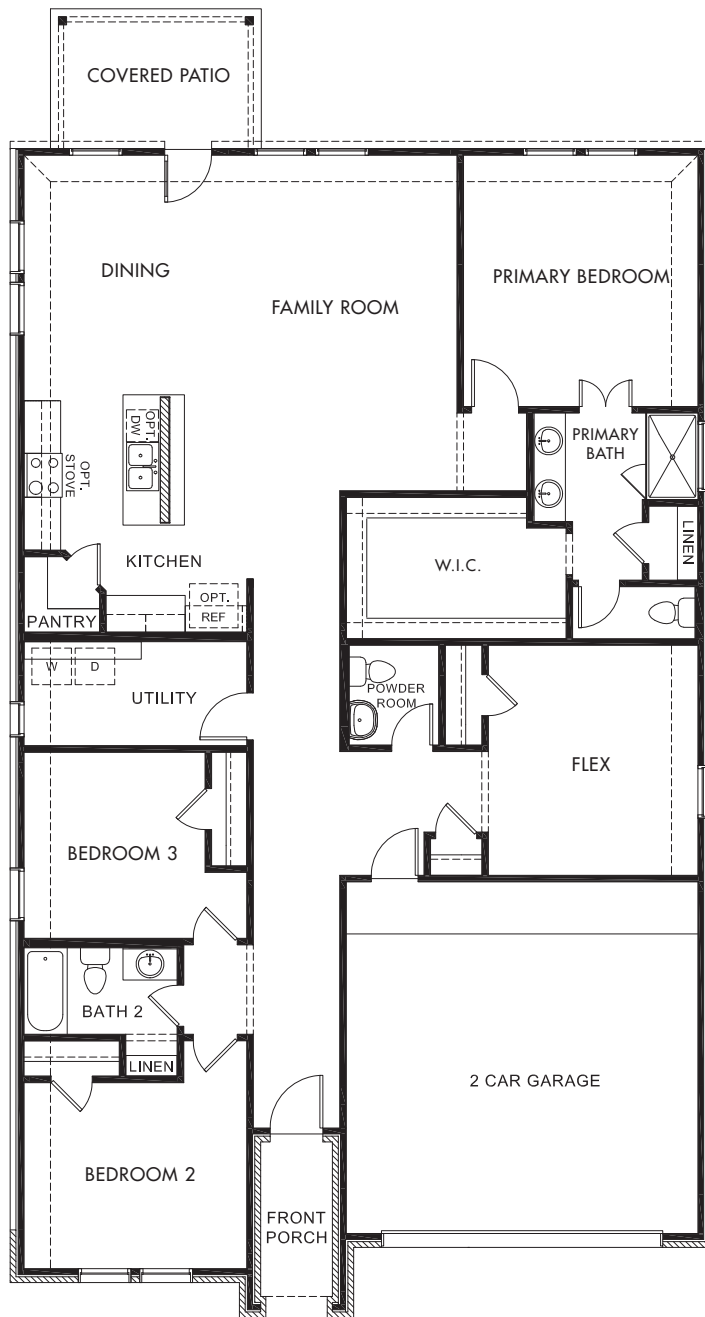 COVERED PATIO
DINING
FAMILY ROOM
PRIMARY BEDROOM
OPT.
DW
OPT.
STOVE
PRIMARY
BATH
KITCHEN
LINEN
W.I.C.
OPT.
REF
PANTRY
W
D
UTILITY
POWDER
ROOM
FLEX
BEDROOM 3
BATH 2
LINEN
2 CAR GARAGE
BEDROOM 2
FRONT
PORCH